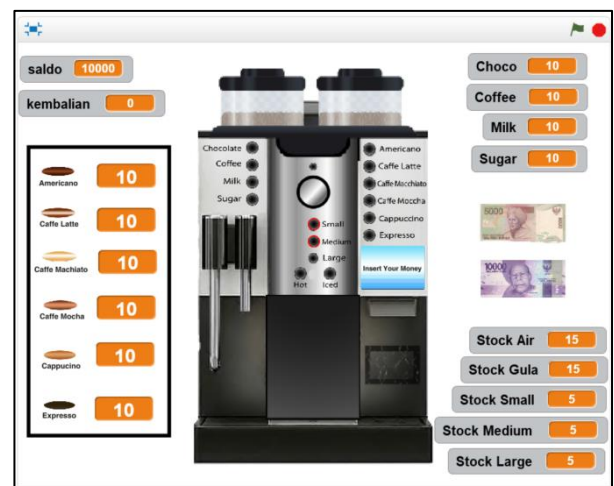 saldo 10000
kembalian 0
Americano 10
Caffe Latte 10
Caffe Machiato 10
Caffe Mocha 10
Cappucino 10
Expresso 10
Chocolate
Coffee
Milk
Sugar
Small
Medium
Large
Hot Iced
Americano
Caffe Latte
Caffe Macchiato
Caffe Moccha
Cappuccino
Expresso
Insert Your Money
Choco 10
Coffee 10
Milk 10
Sugar 10
5000
10000
Stock Air 15
Stock Gula 15
Stock Small 5
Stock Medium 5
Stock Large 5